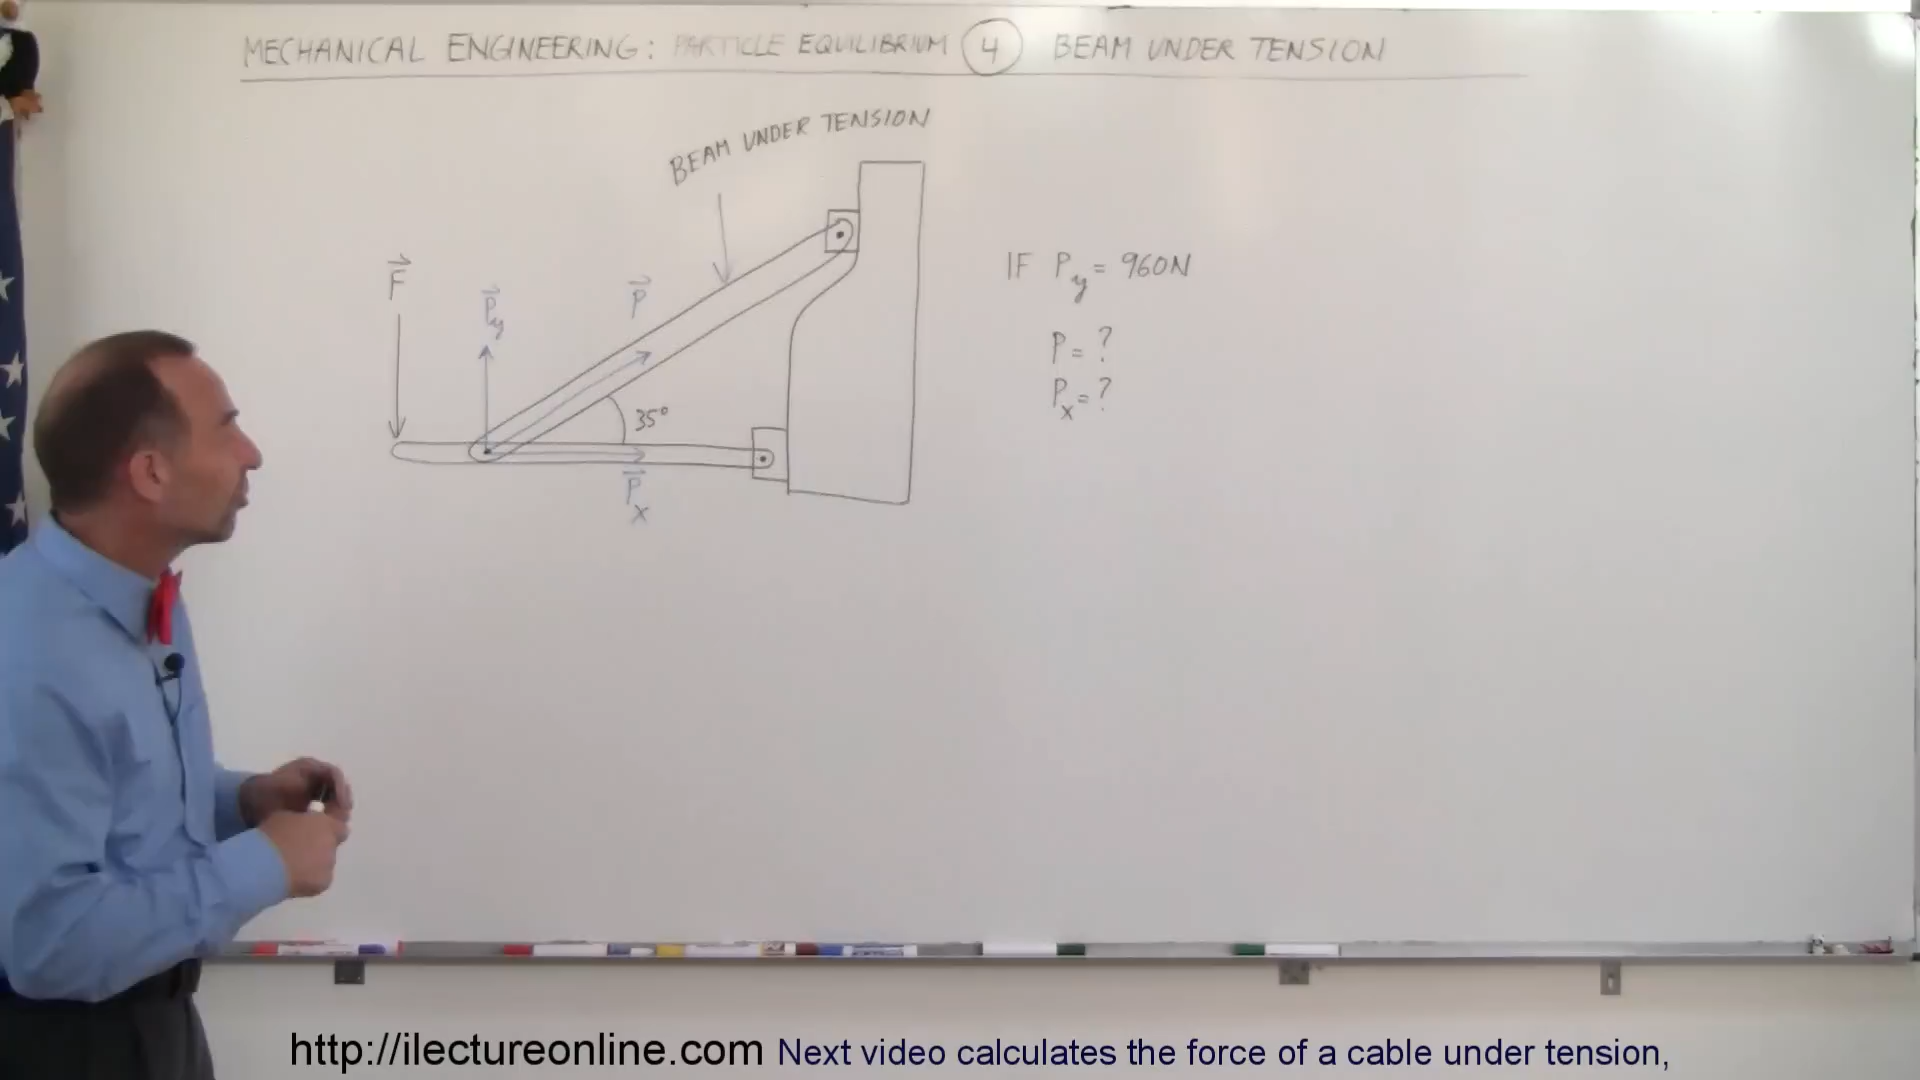 MECHANICAL ENGINEERING: PARTICLE EQUILIBRIUM 4 BEAM UNDER TENSION
BEAM UNDER TENSION
F
Py
P
35°
Px
IF Py = 960N
P = ?
Px = ?
http://ilectureonline.com Next video calculates the force of a cable under tension,